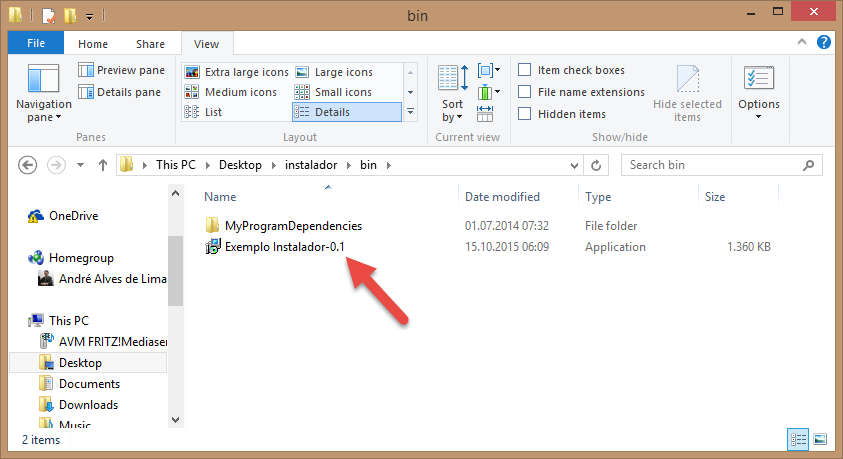 bin
File Home Share View
Navigation pane
Preview pane
Details pane
Panes
Extra large icons Large icons
Medium icons Small icons
List Details
Layout
Sort by
Current view
Item check boxes
File name extensions
Hidden items
Hide selected items
Show/hide
Options
This PC Desktop instalador bin
Search bin
Name Date modified Type Size
MyProgramDependencies 01.07.2014 07:32 File folder
Exemplo Instalador-0.1 15.10.2015 06:09 Application 1.360 KB
OneDrive
Homegroup
André Alves de Lima
This PC
AVM FRITZ!Mediaser
Desktop
Documents
Downloads
Music
2 items